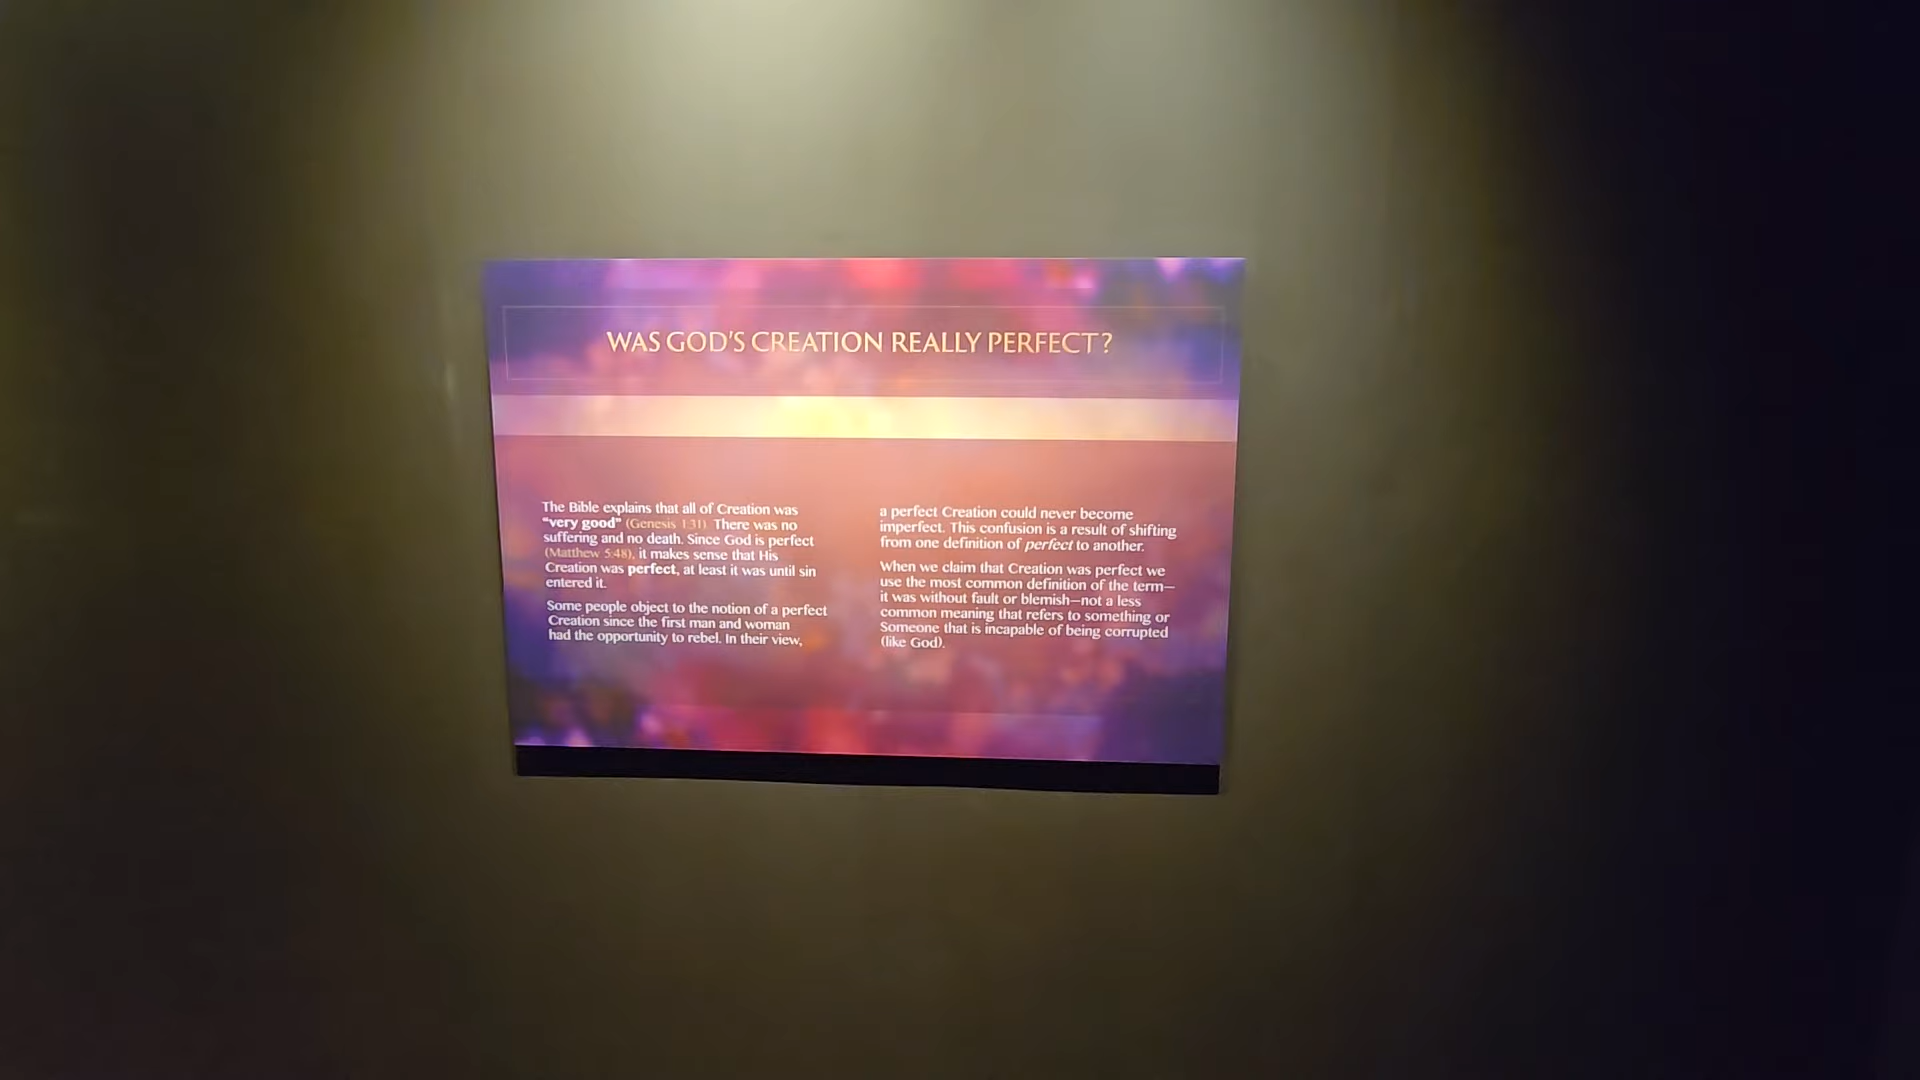 WAS GOD'S CREATION REALLY PERFECT?
The Bible explains that all of Creation was
"very good" (Genesis 1:31). There was no
suffering and no death. Since God is perfect
(Matthew 5:48), it makes sense that His
Creation was perfect, at least it was until sin
entered it.
Some people object to the notion of a perfect
Creation since the first man and woman
had the opportunity to rebel. In their view,
a perfect Creation could never become
imperfect. This confusion is a result of shifting
from one definition of perfect to another.
When we claim that Creation was perfect we
use the most common definition of the term—
it was without fault or blemish—not a less
common meaning that refers to something or
Someone that is incapable of being corrupted
(like God).